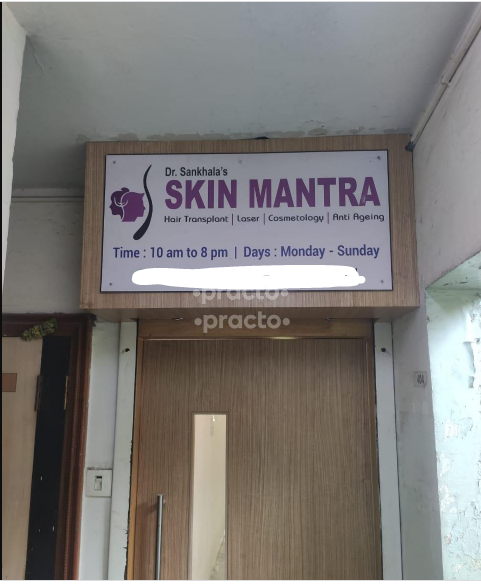 Dr. Sankhala's
SKIN MANTRA
Hair Transplant | Laser | Cosmetology | Anti Ageing
Time : 10 am to 8 pm | Days : Monday - Sunday
•practo•
•practo•